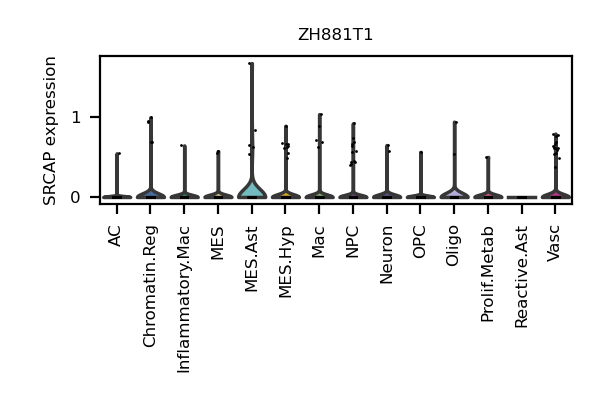 ZH881T1
SRCAP expression
1
0
AC
Chromatin.Reg
Inflammatory.Mac
MES
MES.Ast
MES.Hyp
Mac
NPC
Neuron
OPC
Oligo
Prolif.Metab
Reactive.Ast
Vasc